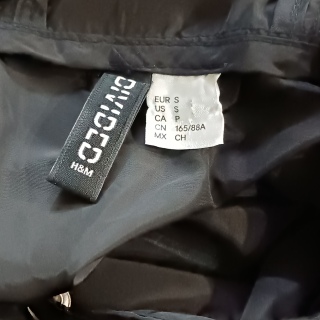 DIVIDED
H&M
EUR S
US S
CA P
CN 165/88A
MX CH